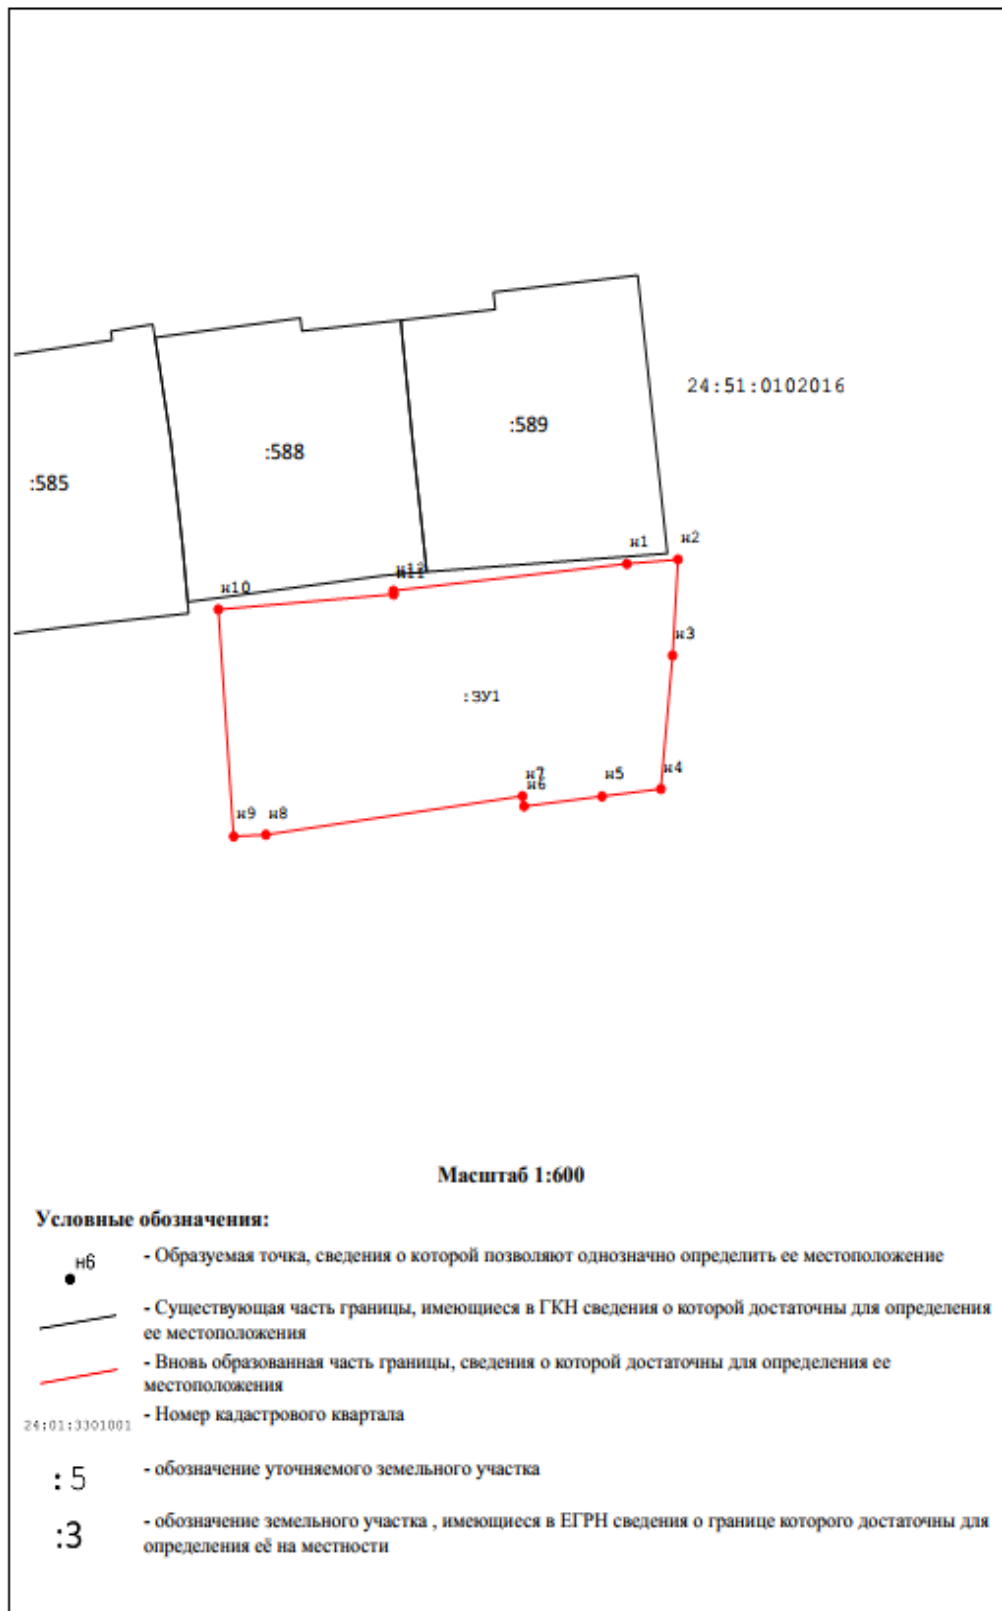 24:51:0102016
:589
:588
:585
н1
н2
н12
н11
н10
н3
:ЗУ1
н4
н7
н5
н6
н9
н8
Масштаб 1:600
Условные обозначения:
н6
- Образуемая точка, сведения о которой позволяют однозначно определить ее местоположение
- Существующая часть границы, имеющиеся в ГКН сведения о которой достаточны для определения
ее местоположения
- Вновь образованная часть границы, сведения о которой достаточны для определения ее
местоположения
24:01:3301001
- Номер кадастрового квартала
:5
- обозначение уточняемого земельного участка
:3
- обозначение земельного участка , имеющиеся в ЕГРН сведения о границе которого достаточны для
определения её на местности